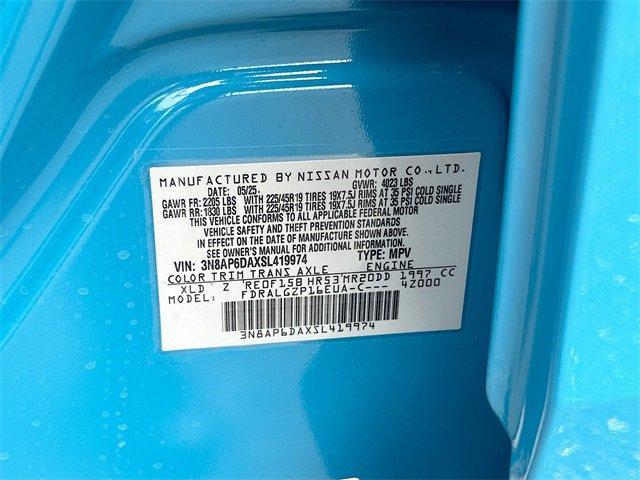 MANUFACTURED BY NISSAN MOTOR CO.,LTD.
DATE: 05/25. GVWR: 4023 LBS
GAWR FR: 2205 LBS WITH 225/45R19 TIRES 19X7.5J RIMS AT 35 PSI COLD SINGLE
GAWR RR: 1830 LBS WITH 225/45R19 TIRES 19X7.5J RIMS AT 35 PSI COLD SINGLE
THIS VEHICLE CONFORMS TO ALL APPLICABLE FEDERAL MOTOR
VEHICLE SAFETY AND THEFT PREVENTION STANDARDS
IN EFFECT ON THE DATE OF MANUFACTURE SHOWN ABOVE.
SEE OWNER'S MANUAL FOR ADDITIONAL INFORMATION.
VIN: 3N8AP6DAXSL419974 TYPE: MPV
COLOR TRIM TRANS AXLE ENGINE
XLD Z RE0F15B HR53 MR20DD 1997 CC
MODEL FDRALGZP16EUA-C--- 4Z000
3N8AP6DAXSL419974